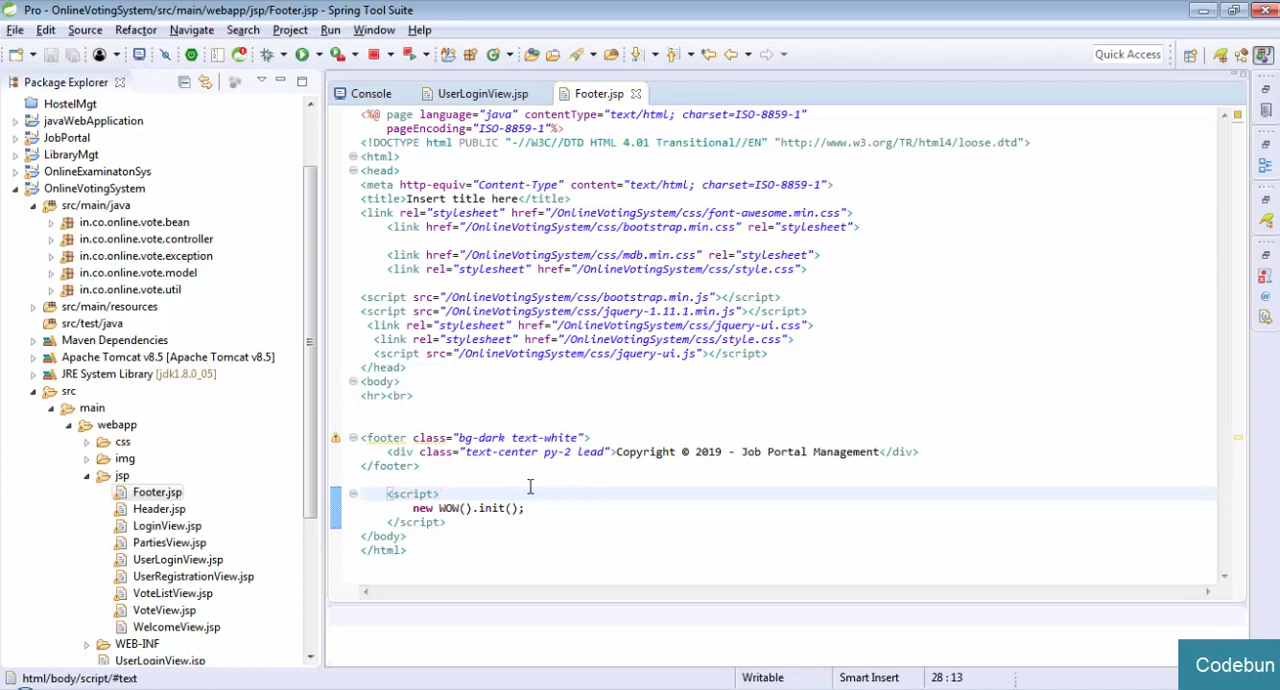 Pro - OnlineVotingSystem/src/main/webapp/jsp/Footer.jsp - Spring Tool Suite
File Edit Source Refactor Navigate Search Project Run Window Help
Quick Access
Package Explorer
Console UserLoginView.jsp Footer.jsp
HostelMgt
javaWebApplication
JobPortal
LibraryMgt
OnlineExaminatonSys
OnlineVotingSystem
src/main/java
in.co.online.vote.bean
in.co.online.vote.controller
in.co.online.vote.exception
in.co.online.vote.model
in.co.online.vote.util
src/main/resources
src/test/java
Maven Dependencies
Apache Tomcat v8.5 [Apache Tomcat v8.5]
JRE System Library [jdk1.8.0_05]
src
main
webapp
css
img
jsp
Footer.jsp
Header.jsp
LoginView.jsp
PartiesView.jsp
UserLoginView.jsp
UserRegistrationView.jsp
VoteListView.jsp
VoteView.jsp
WelcomeView.jsp
WEB-INF
UserLoginView.jsp
<%@ page language="java" contentType="text/html; charset=ISO-8859-1"
pageEncoding="ISO-8859-1"%>
<!DOCTYPE html PUBLIC "-//W3C//DTD HTML 4.01 Transitional//EN" "http://www.w3.org/TR/html4/loose.dtd">
<html>
<head>
<meta http-equiv="Content-Type" content="text/html; charset=ISO-8859-1">
<title>Insert title here</title>
<link rel="stylesheet" href="/OnlineVotingSystem/css/font-awesome.min.css">
<link href="/OnlineVotingSystem/css/bootstrap.min.css" rel="stylesheet">
<link href="/OnlineVotingSystem/css/mdb.min.css" rel="stylesheet">
<link rel="stylesheet" href="/OnlineVotingSystem/css/style.css">
<script src="/OnlineVotingSystem/css/bootstrap.min.js"></script>
<script src="/OnlineVotingSystem/css/jquery-1.11.1.min.js"></script>
<link rel="stylesheet" href="/OnlineVotingSystem/css/jquery-ui.css">
<link rel="stylesheet" href="/OnlineVotingSystem/css/style.css">
<script src="/OnlineVotingSystem/css/jquery-ui.js"></script>
</head>
<body>
<hr><br>
<footer class="bg-dark text-white">
<div class="text-center py-2 lead">Copyright © 2019 - Job Portal Management</div>
</footer>
<script>
new WOW().init();
</script>
</body>
</html>
html/body/script/#text Writable Smart Insert 28 : 13
Codebun